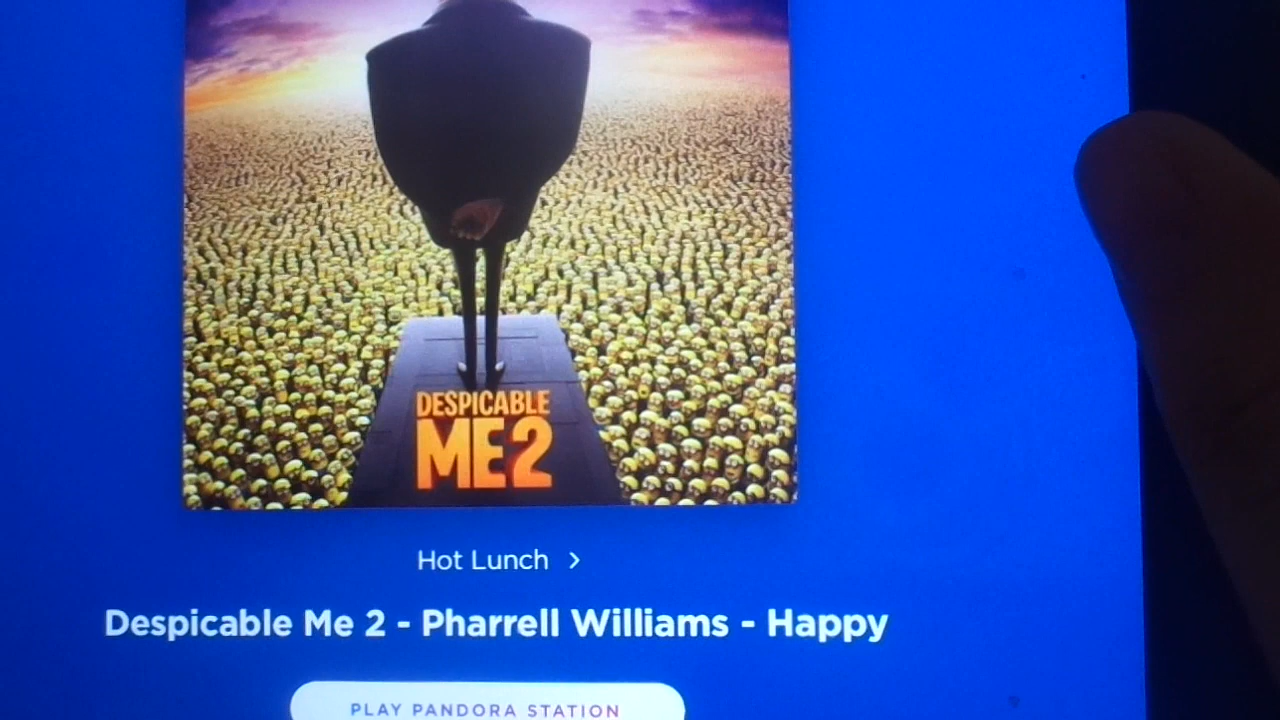 DESPICABLE
ME 2
Hot Lunch >
Despicable Me 2 - Pharrell Williams - Happy
PLAY PANDORA STATION